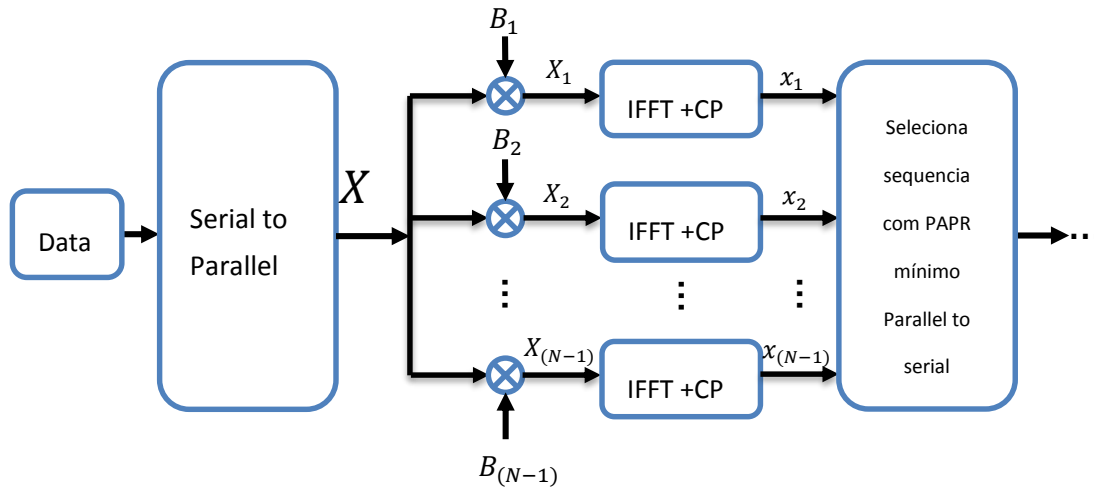 B₁
X₁
IFFT +CP
x₁
B₂
X₂
IFFT +CP
x₂
Data
Serial to
Parallel
X
⋮
⋮
⋮
X₍N−1₎
IFFT +CP
x₍N−1₎
B₍N−1₎
Seleciona
sequencia
com PAPR
mínimo
Parallel to
serial
..